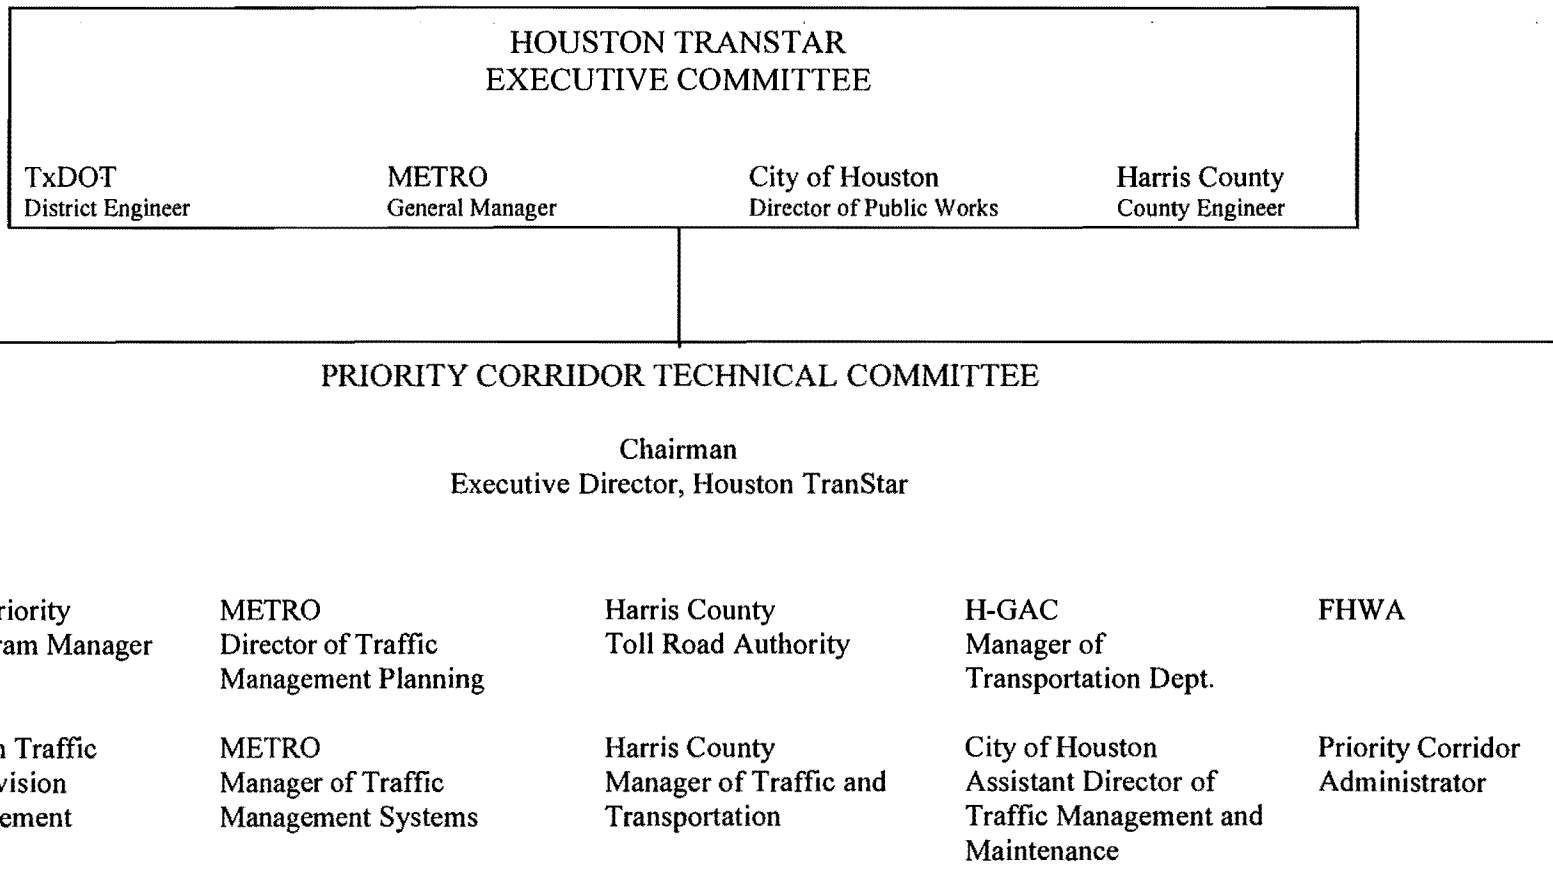 HOUSTON TRANSTAR
EXECUTIVE COMMITTEE
TxDOT METRO City of Houston Harris County
District Engineer General Manager Director of Public Works County Engineer
PRIORITY CORRIDOR TECHNICAL COMMITTEE
Chairman
Executive Director, Houston TranStar
METRO Harris County H-GAC FHWA
Manager Director of Traffic Toll Road Authority Manager of
Management Planning Transportation Dept.
Traffic METRO Harris County City of Houston Priority Corridor
Manager of Traffic Manager of Traffic and Assistant Director of Administrator
Management Systems Transportation Traffic Management and
Maintenance